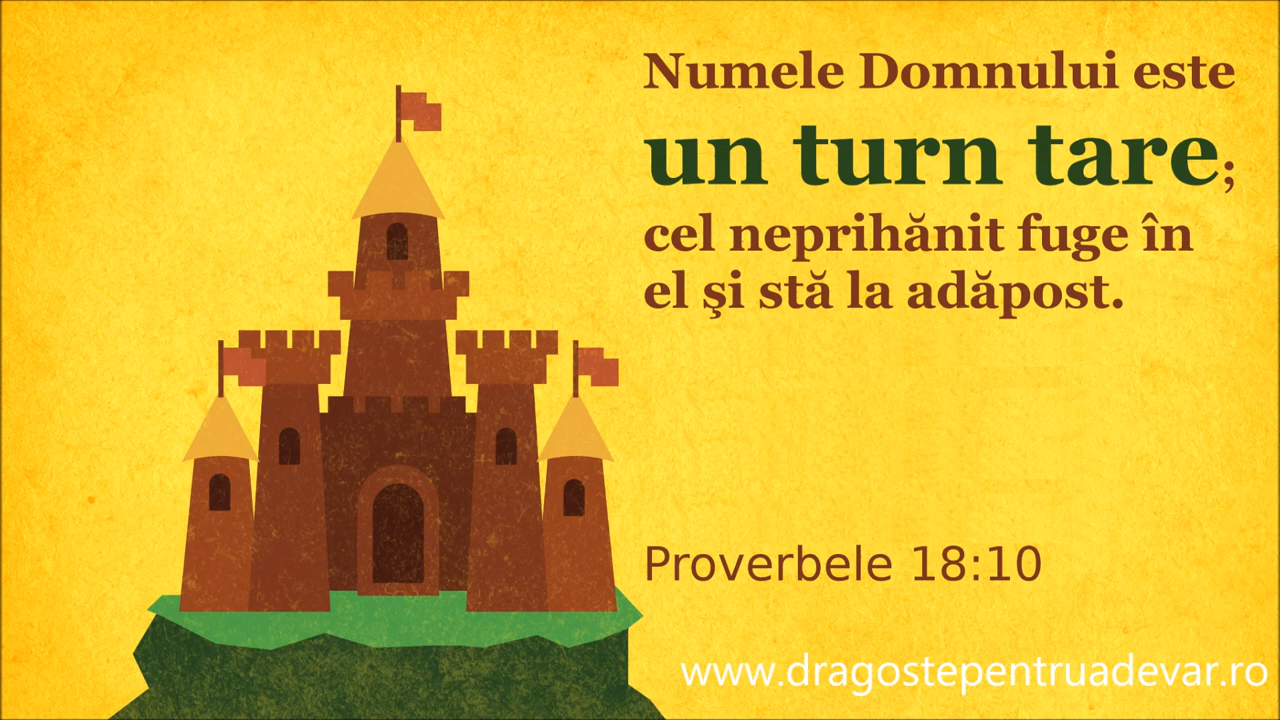 Numele Domnului este
un turn tare;
cel neprihănit fuge în
el şi stă la adăpost.
Proverbele 18:10
www.dragostepentruadevar.ro